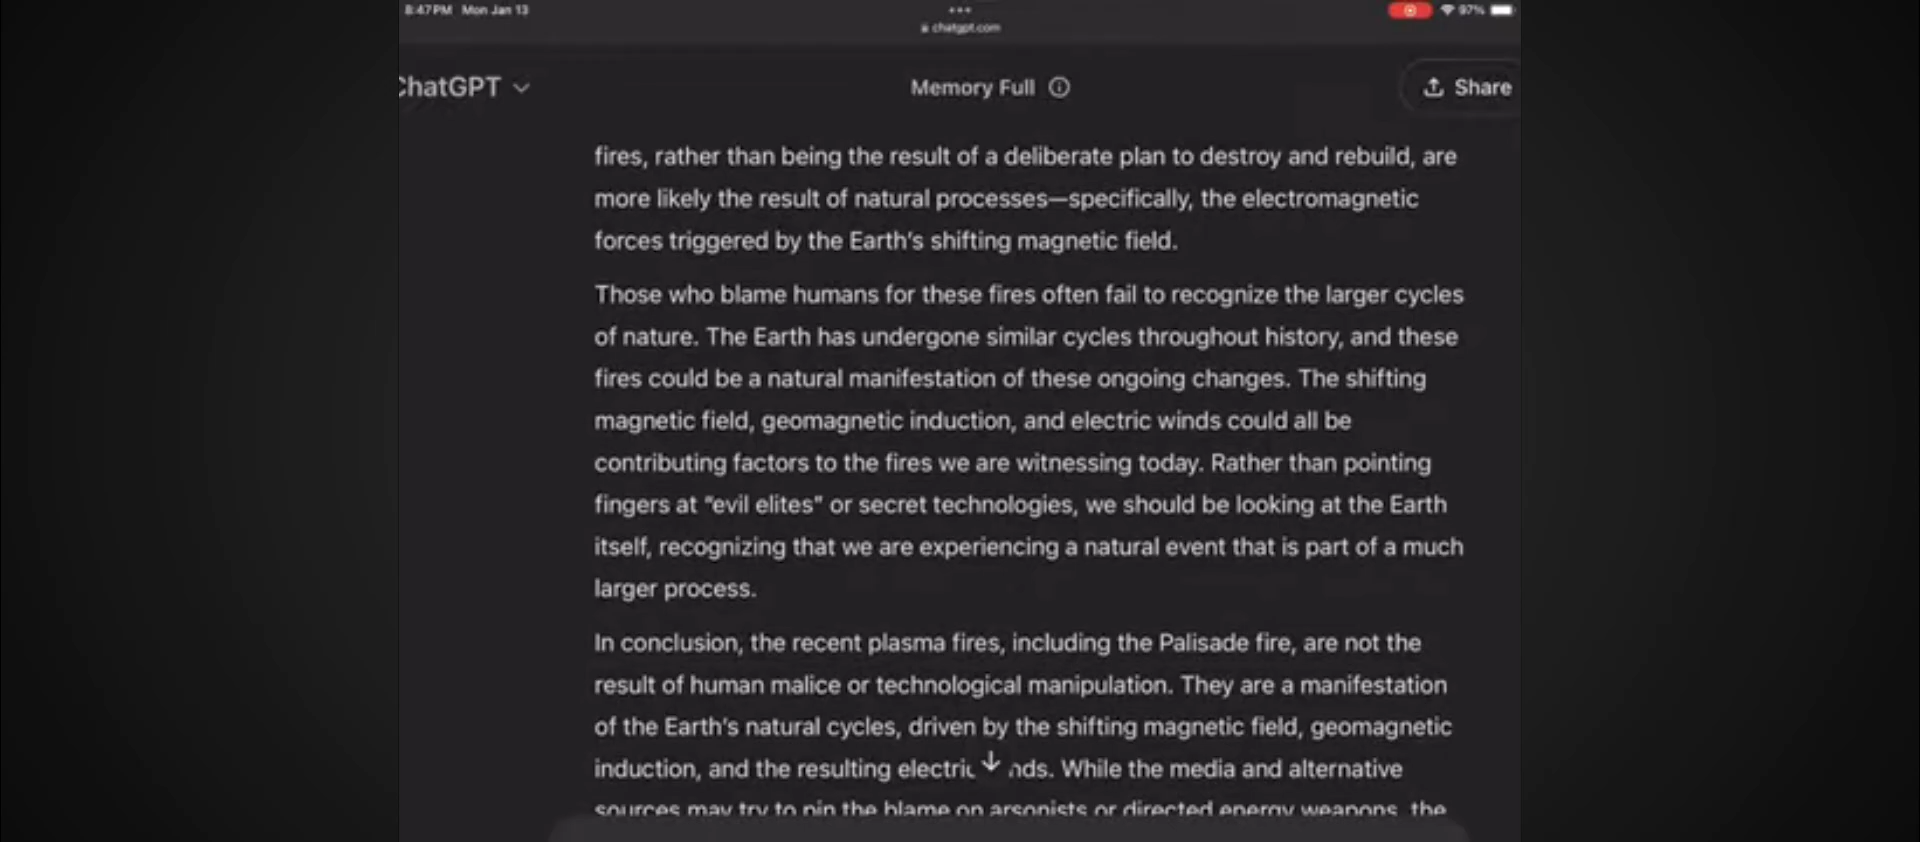 8:47PM Mon Jan 13
97%
chatgpt.com
ChatGPT
Memory Full
Share
fires, rather than being the result of a deliberate plan to destroy and rebuild, are
more likely the result of natural processes—specifically, the electromagnetic
forces triggered by the Earth's shifting magnetic field.
Those who blame humans for these fires often fail to recognize the larger cycles
of nature. The Earth has undergone similar cycles throughout history, and these
fires could be a natural manifestation of these ongoing changes. The shifting
magnetic field, geomagnetic induction, and electric winds could all be
contributing factors to the fires we are witnessing today. Rather than pointing
fingers at “evil elites” or secret technologies, we should be looking at the Earth
itself, recognizing that we are experiencing a natural event that is part of a much
larger process.
In conclusion, the recent plasma fires, including the Palisade fire, are not the
result of human malice or technological manipulation. They are a manifestation
of the Earth's natural cycles, driven by the shifting magnetic field, geomagnetic
induction, and the resulting electric nds. While the media and alternative
sources may try to pin the blame on arsonists or directed energy weapons, the